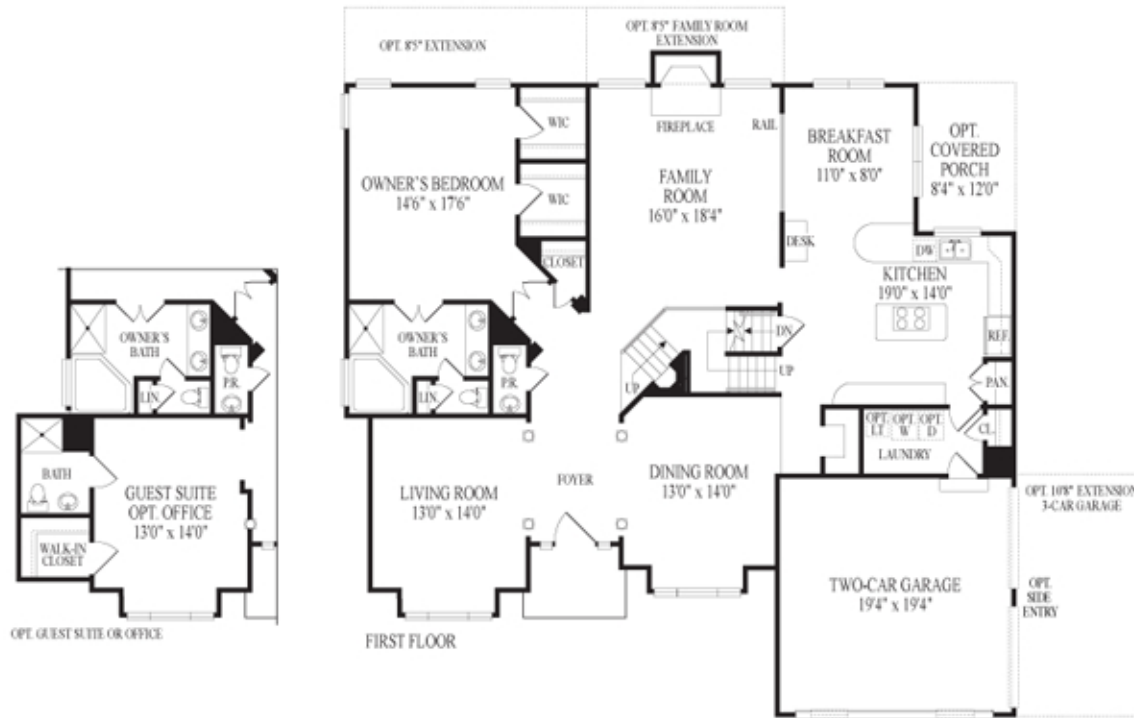 OPT. 8'5" EXTENSION
OPT. 8'5" FAMILY ROOM
EXTENSION
WIC
FIREPLACE
RAIL
BREAKFAST
ROOM
11'0" x 8'0"
OPT.
COVERED
PORCH
8'4" x 12'0"
OWNER'S BEDROOM
14'6" x 17'6"
WIC
FAMILY
ROOM
16'0" x 18'4"
DESK
DW
CLOSET
KITCHEN
19'0" x 14'0"
REF.
OWNER'S
BATH
P.R.
LIN.
UP
DN
UP
PAN.
OPT.
LT
OPT.
W
OPT.
D
CL.
LAUNDRY
LIVING ROOM
13'0" x 14'0"
FOYER
DINING ROOM
13'0" x 14'0"
OPT. 10'8" EXTENSION
3-CAR GARAGE
TWO-CAR GARAGE
19'4" x 19'4"
OPT.
SIDE
ENTRY
FIRST FLOOR
OWNER'S
BATH
P.R.
LIN.
BATH
GUEST SUITE
OPT. OFFICE
13'0" x 14'0"
WALK-IN
CLOSET
OPT. GUEST SUITE OR OFFICE